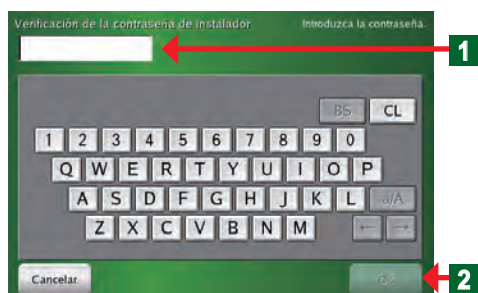 Verificación de la contraseña de instalador
Introduzca la contraseña.
1
BS CL
1 2 3 4 5 6 7 8 9 0
Q W E R T Y U I O P
A S D F G H J K L a/A
Z X C V B N M ← →
Cancelar
OK 2